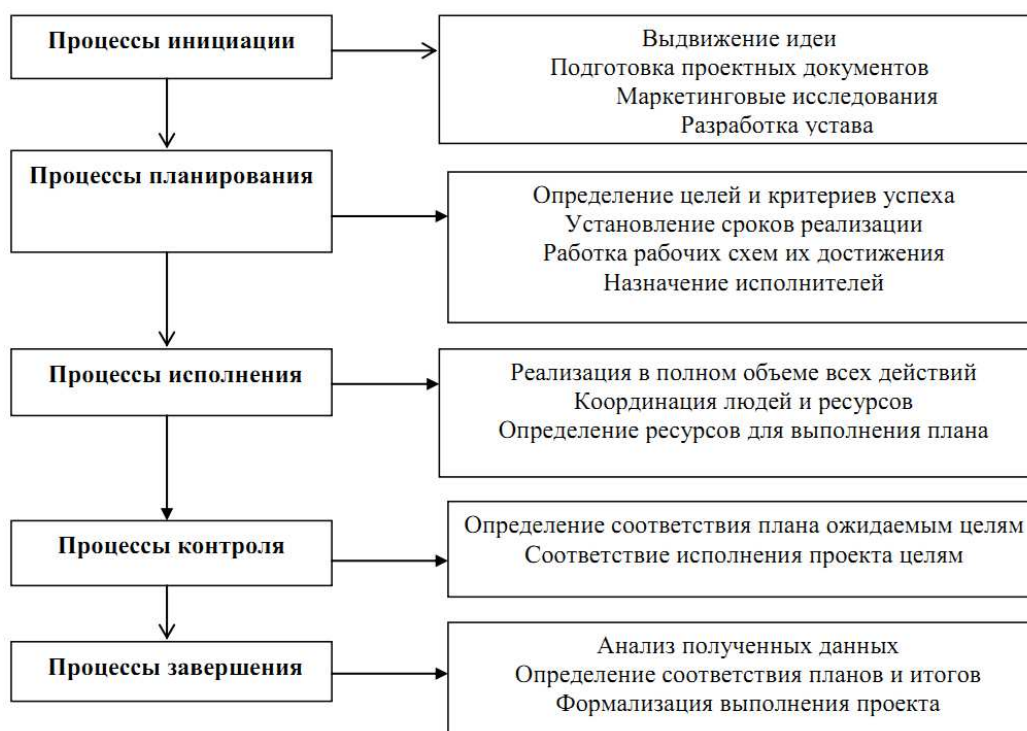 Процессы инициации
Выдвижение идеи
Подготовка проектных документов
Маркетинговые исследования
Разработка устава
Процессы планирования
Определение целей и критериев успеха
Установление сроков реализации
Работка рабочих схем их достижения
Назначение исполнителей
Процессы исполнения
Реализация в полном объеме всех действий
Координация людей и ресурсов
Определение ресурсов для выполнения плана
Процессы контроля
Определение соответствия плана ожидаемым целям
Соответствие исполнения проекта целям
Процессы завершения
Анализ полученных данных
Определение соответствия планов и итогов
Формализация выполнения проекта